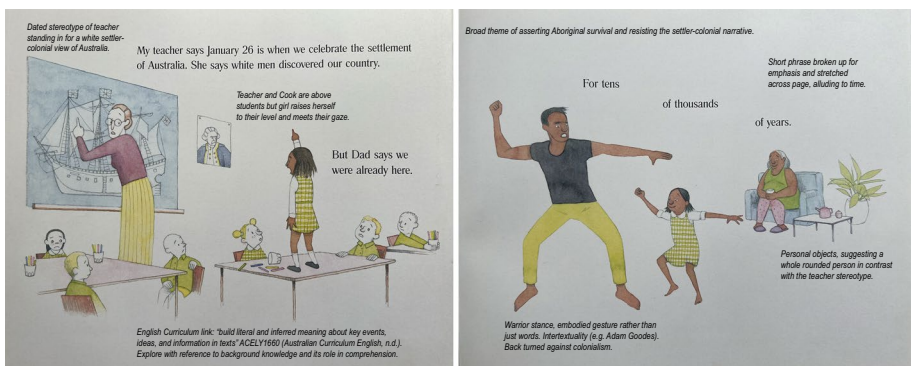 Dated stereotype of teacher
standing in for a white settler-
colonial view of Australia.
My teacher says January 26 is when we celebrate the settlement
of Australia. She says white men discovered our country.
Teacher and Cook are above
students but girl raises herself
to their level and meets their gaze.
But Dad says we
were already here.
English Curriculum link: "build literal and inferred meaning about key events,
ideas, and information in texts" ACELY1660 (Australian Curriculum English, n.d.).
Explore with reference to background knowledge and its role in comprehension.
Broad theme of asserting Aboriginal survival and resisting the settler-colonial narrative.
Short phrase broken up for
emphasis and stretched
across page, alluding to time.
For tens
of thousands
of years.
Personal objects, suggesting a
whole rounded person in contrast
with the teacher stereotype.
Warrior stance, embodied gesture rather than
just words. Intertextuality (e.g. Adam Goodes).
Back turned against colonialism.